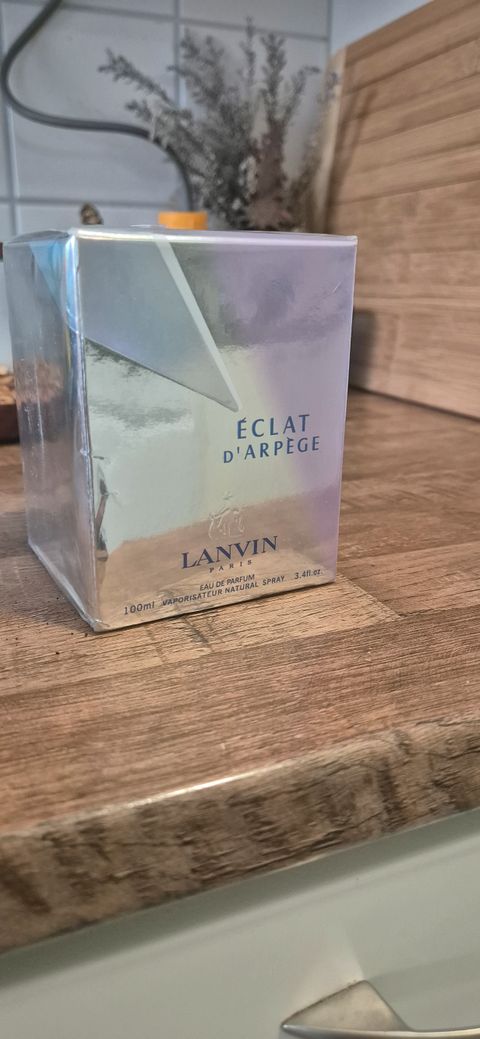 ÉCLAT
D'ARPÈGE
LANVIN
PARIS
EAU DE PARFUM
100ml VAPORISATEUR NATURAL SPRAY 3.4fl.oz.